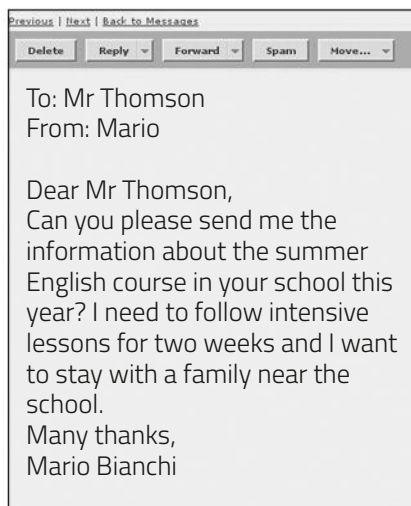 Previous | Next | Back to Messages
Delete Reply Forward Spam Move...
To: Mr Thomson
From: Mario
Dear Mr Thomson,
Can you please send me the
information about the summer
English course in your school this
year? I need to follow intensive
lessons for two weeks and I want
to stay with a family near the
school.
Many thanks,
Mario Bianchi